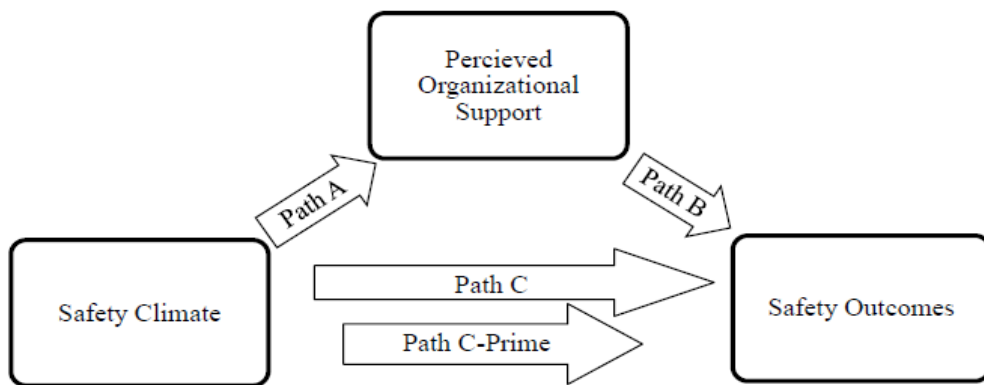 Percieved
Organizational
Support
Path A
Path B
Safety Climate
Path C
Path C-Prime
Safety Outcomes